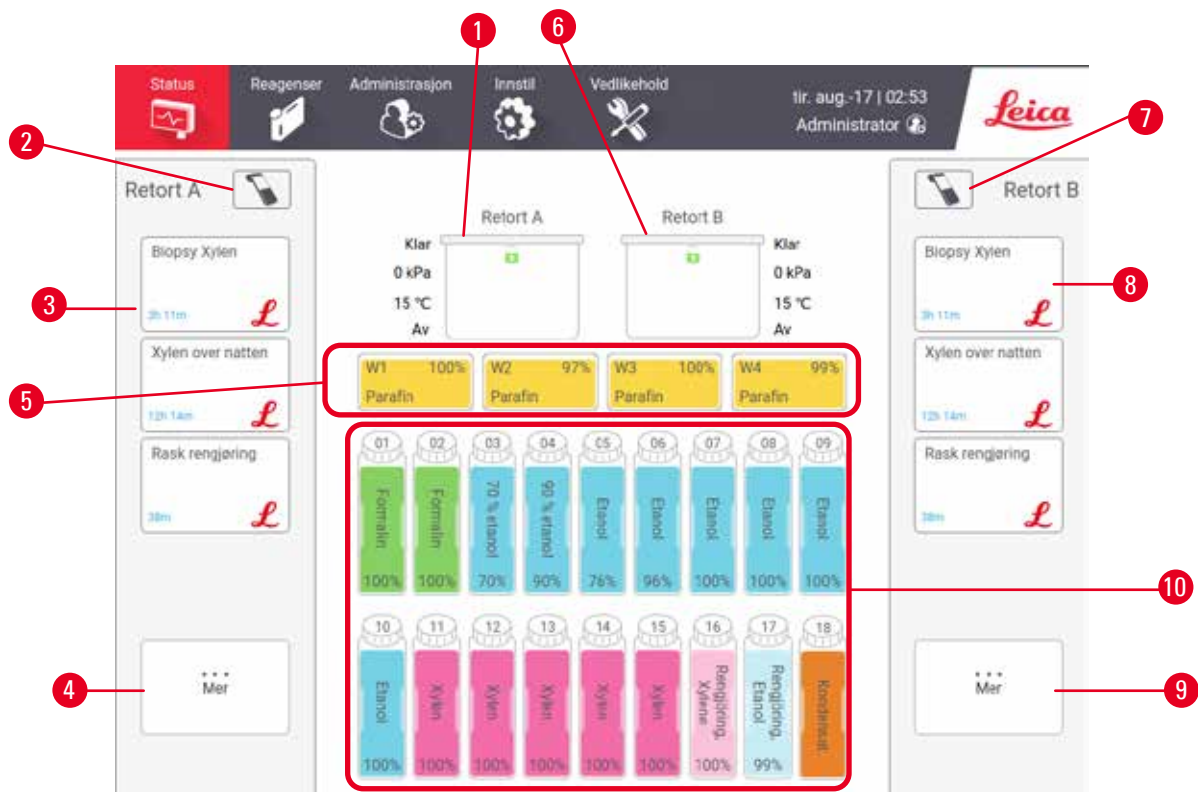 1
6
Status
Reagenser
Administrasjon
Innstil
Vedlikehold
tir. aug.-17 | 02:53
Administrator
Leica
2
7
Retort A
Retort B
Retort A
Retort B
Biopsy Xylen
3h 11m
3
Klar
0 kPa
15 °C
Av
Klar
0 kPa
15 °C
Av
Biopsy Xylen
3h 11m
8
Xylen over natten
12h 14m
5
W1 100%
Parafin
W2 97%
Parafin
W3 100%
Parafin
W4 99%
Parafin
Xylen over natten
12h 14m
Rask rengjøring
38m
01 02 03 04 05 06 07 08 09
Formalin
Formalin
70 % etanol
90 % etanol
Etanol
Etanol
Etanol
Etanol
Etanol
100% 100% 70% 90% 76% 96% 100% 100% 100%
Rask rengjøring
38m
10
10 11 12 13 14 15 16 17 18
Etanol
Xylen
Xylen
Xylen
Xylen
Xylen
Rengjöring,
Xylene
Rengjöring,
Etanol
Kondensat.
100% 100% 100% 100% 100% 100% 100% 99%
4
...
Mer
...
Mer
9